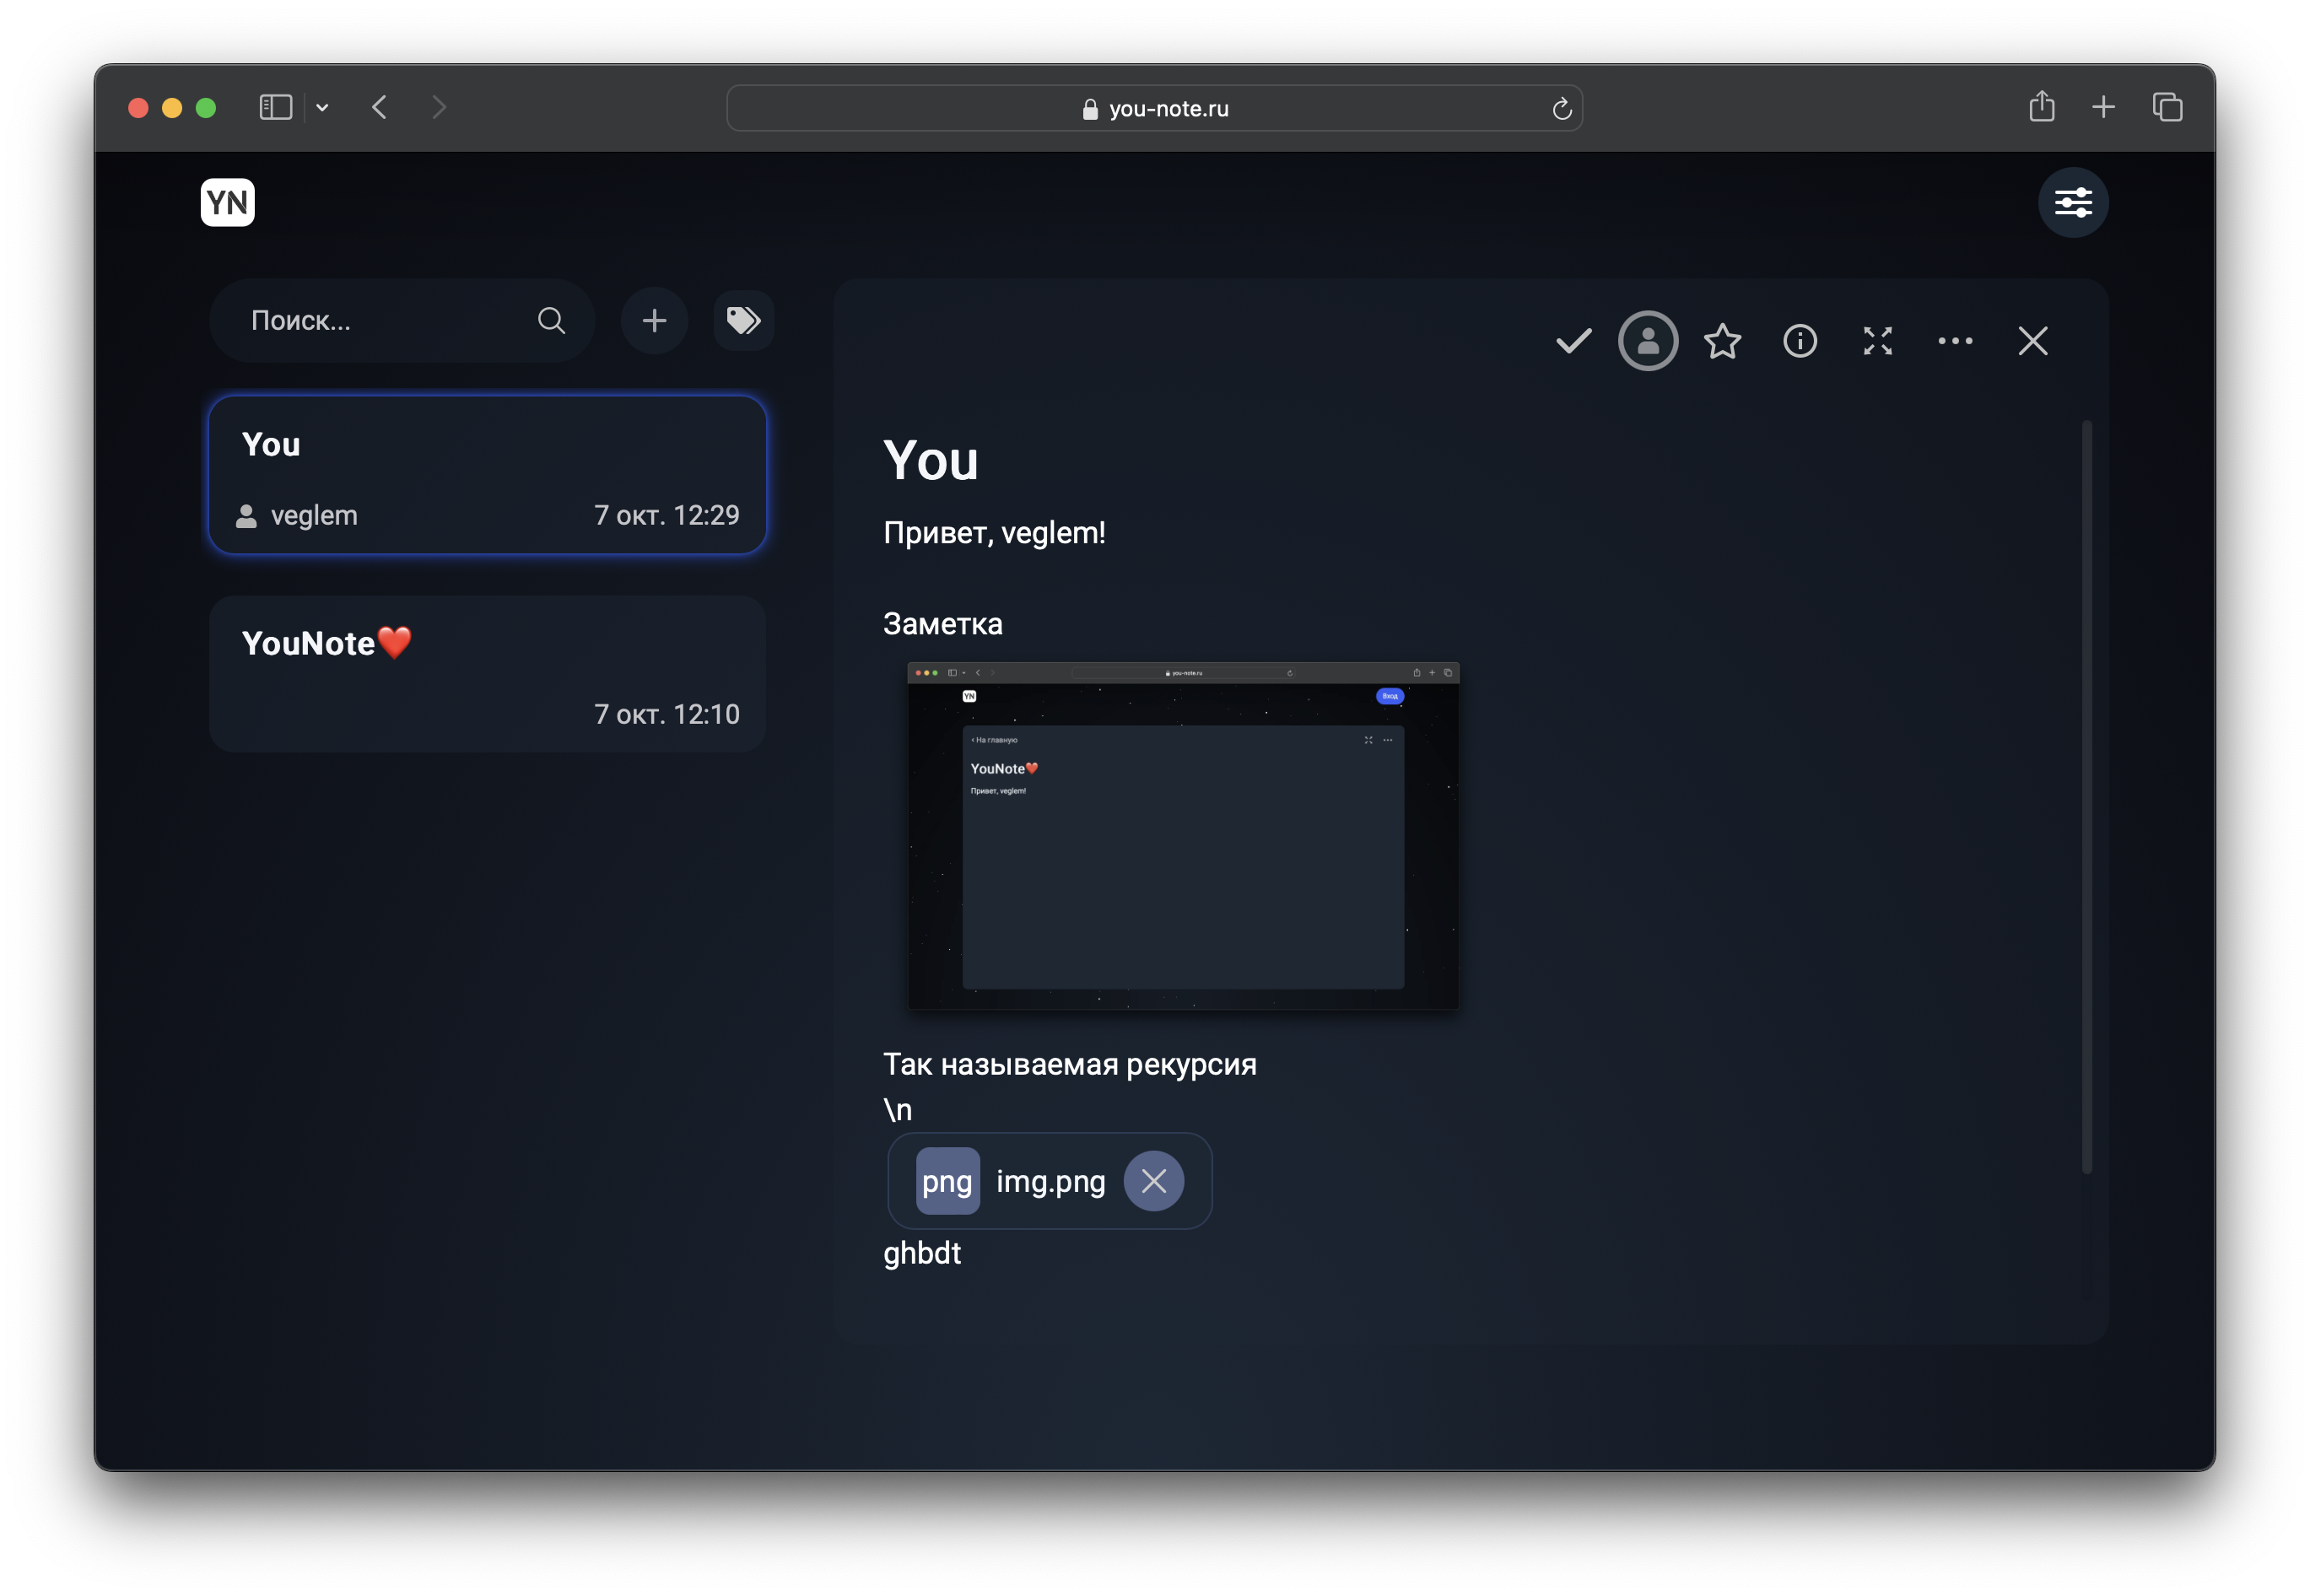 you-note.ru
YN
Поиск...
You
veglem
7 окт. 12:29
YouNote❤️
7 окт. 12:10
You
Привет, veglem!
Заметка
you-note.ru
YN
Вход
‹ На главную
YouNote❤️
Привет, veglem!
Так называемая рекурсия
\n
png img.png
ghbdt